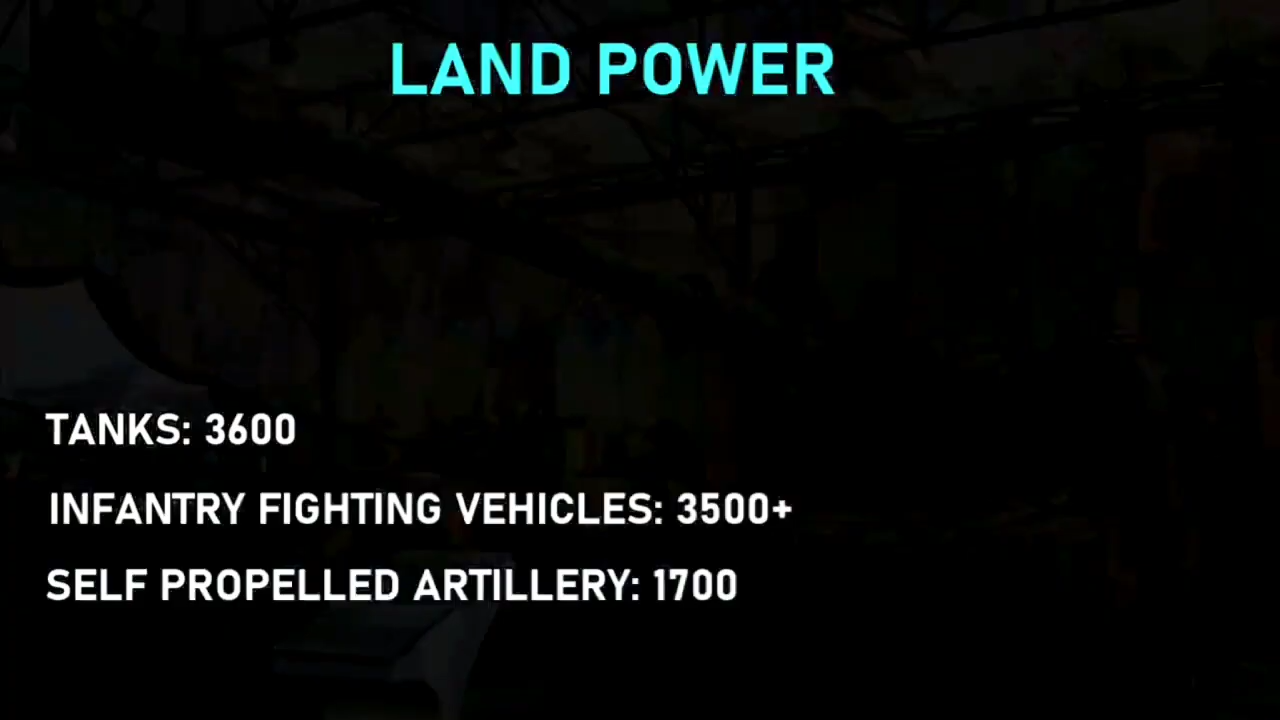 LAND POWER
TANKS: 3600
INFANTRY FIGHTING VEHICLES: 3500+
SELF PROPELLED ARTILLERY: 1700